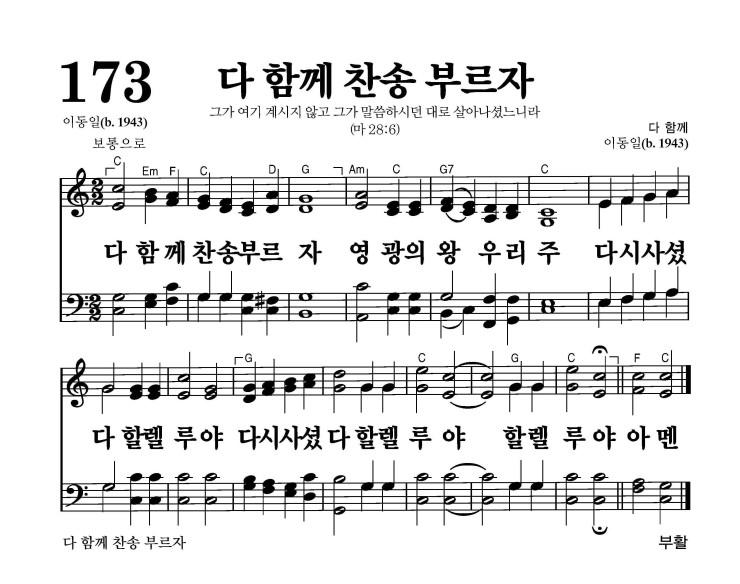 173 다 함께 찬송 부르자
그가 여기 계시지 않고 그가 말씀하시던 대로 살아나셨느니라
(마 28:6)
이동일(b. 1943)
다 함께
보통으로
이동일(b. 1943)
C Em F C D G Am C G7 C
다 함 께 찬송부르 자 영 광의 왕 우 리 주 다시사셨
G C G C F C
다 할렐 루야 다시사셨 다 할렐 루 야 할렐 루 야 아 멘
다 함께 찬송 부르자
부활